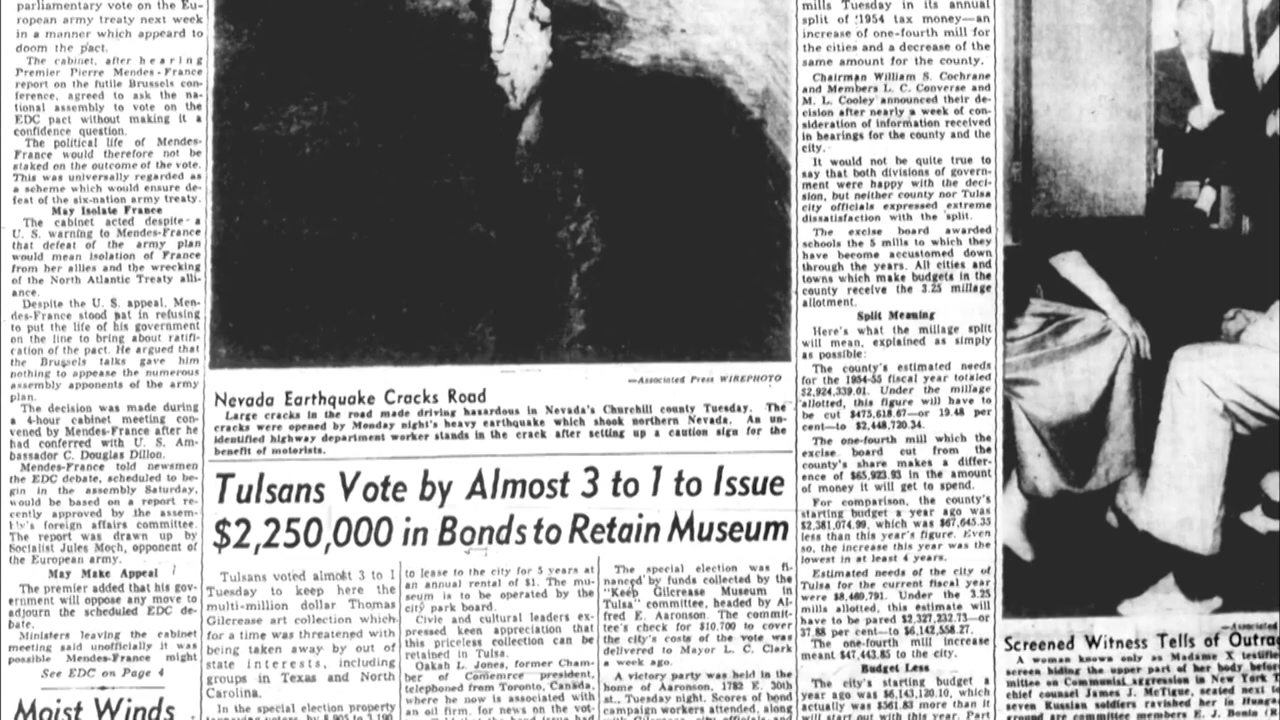 parliamentary vote on the Eu-
ropean army treaty next week
in a manner which appeard to
doom the pact.
The cabinet, after hearing
Premier Pierre Mendes-France
report on the futile Brussels con-
ference, agreed to ask the na-
tional assembly to vote on the
EDC pact without making it a
confidence question.
The political life of Mendes-
France would therefore not be
staked on the outcome of the vote.
This was universally regarded as
a scheme which would ensure de-
feat of the six-nation army treaty.
May Isolate France
The cabinet acted despite a
U. S. warning to Mendes-France
that defeat of the army plan
would mean isolation of France
from her allies and the wrecking
of the North Atlantic Treaty alli-
ance.
Despite the U. S. appeal, Men-
des-France stood pat in refusing
to put the life of his government
on the line to bring about ratifi-
cation of the pact. He argued that
the Brussels talks gave him
nothing to appease the numerous
assembly apponents of the army
plan.
The decision was made during
a 4-hour cabinet meeting con-
vened by Mendes-France after he
had conferred with U. S. Am-
bassador C. Douglas Dillon.
Mendes-France told newsmen
the EDC debate, scheduled to be-
gin in the assembly Saturday,
would be based on a report re-
cently approved by the assem-
bly's foreign affairs committee.
The report was drawn up by
Socialist Jules Moch, opponent of
the European army.
May Make Appeal
The premier added that his gov-
ernment will oppose any move to
adjourn the scheduled EDC de-
bate.
Ministers leaving the cabinet
meeting said unofficially it was
possible Mendes-France might
See EDC on Page 4
Moist Winds
—Associated Press WIREPHOTO
Nevada Earthquake Cracks Road
Large cracks in the road made driving hazardous in Nevada's Churchill county Tuesday. The
cracks were opened by Monday night's heavy earthquake which shook northern Nevada. An un-
identified highway department worker stands in the crack after setting up a caution sign for the
benefit of motorists.
Tulsans Vote by Almost 3 to 1 to Issue
$2,250,000 in Bonds to Retain Museum
Tulsans voted almost 3 to 1
Tuesday to keep here the
multi-million dollar Thomas
Gilcrease art collection which
for a time was threatened with
being taken away by out of
state interests, including
groups in Texas and North
Carolina.
In the special election property
to lease to the city for 5 years at
an annual rental of $1. The mu-
seum is to be operated by the
city park board.
Civic and cultural leaders ex-
pressed keen appreciation that
this priceless collection can be
retained in Tulsa.
Oakah L. Jones, former Cham-
ber of Comemrce president,
telephoned from Toronto, Canada,
where he now is associated with
an oil firm, for news on the vot-
The special election was fi-
nanced by funds collected by the
"Keep Gilcrease Museum in
Tulsa" committee, headed by Al-
fred E. Aaronson. The commit-
tee's check for $10,700 to cover
the city's costs of the vote was
delivered to Mayor L. C. Clark
a week ago.
A victory party was held in the
home of Aaronson, 1782 E. 30th
st., Tuesday night. Scores of bond
campaign workers attended, along
mills Tuesday in its annual
split of 1954 tax money—an
increase of one-fourth mill for
the cities and a decrease of the
same amount for the county.
Chairman William S. Cochrane
and Members L. C. Converse and
M. L. Cooley announced their de-
cision after nearly a week of con-
sideration of information received
in hearings for the county and the
city.
It would not be quite true to
say that both divisions of govern-
ment were happy with the deci-
sion, but neither county nor Tulsa
city officials expressed extreme
dissatisfaction with the split.
The excise board awarded
schools the 5 mills to which they
have become accustomed down
through the years. All cities and
towns which make budgets in the
county receive the 3.25 millage
allotment.
Split Meaning
Here's what the millage split
will mean, explained as simply
as possible:
The county's estimated needs
for the 1954-55 fiscal year totaled
$2,924,339.01. Under the millage
allotted, this figure will have to
be cut $475,618.67—or 19.48 per
cent—to $2,448,720.34.
The one-fourth mill which the
excise board cut from the
county's share makes a differ-
ence of $65,923.93 in the amount
of money it will get to spend.
For comparison, the county's
starting budget a year ago was
$2,381,074.99, which was $67,645.35
less than this year's figure. Even
so, the increase this year was the
lowest in at least 4 years.
Estimated needs of the city of
Tulsa for the current fiscal year
were $8,469,791. Under the 3.25
mills allotted, this estimate will
have to be pared $2,327,232.73—or
37.88 per cent—to $6,142,558.27.
The one-fourth mill increase
meant $47,443.85 to the city.
Budget Less
The city's starting budget a
year ago was $6,143,120.10, which
actually was $561.83 more than it
will start out with this year. Part
—Associated
Screened Witness Tells of Outra
A woman known only as Madame X testifie
screen hiding the upper part of her body befor
mittee on Communist aggression in New York T
chief counsel James J. McTigue, seated next to
seven Russian soldiers ravished her in Hunga
ground are committee members E. J. Bonin (R